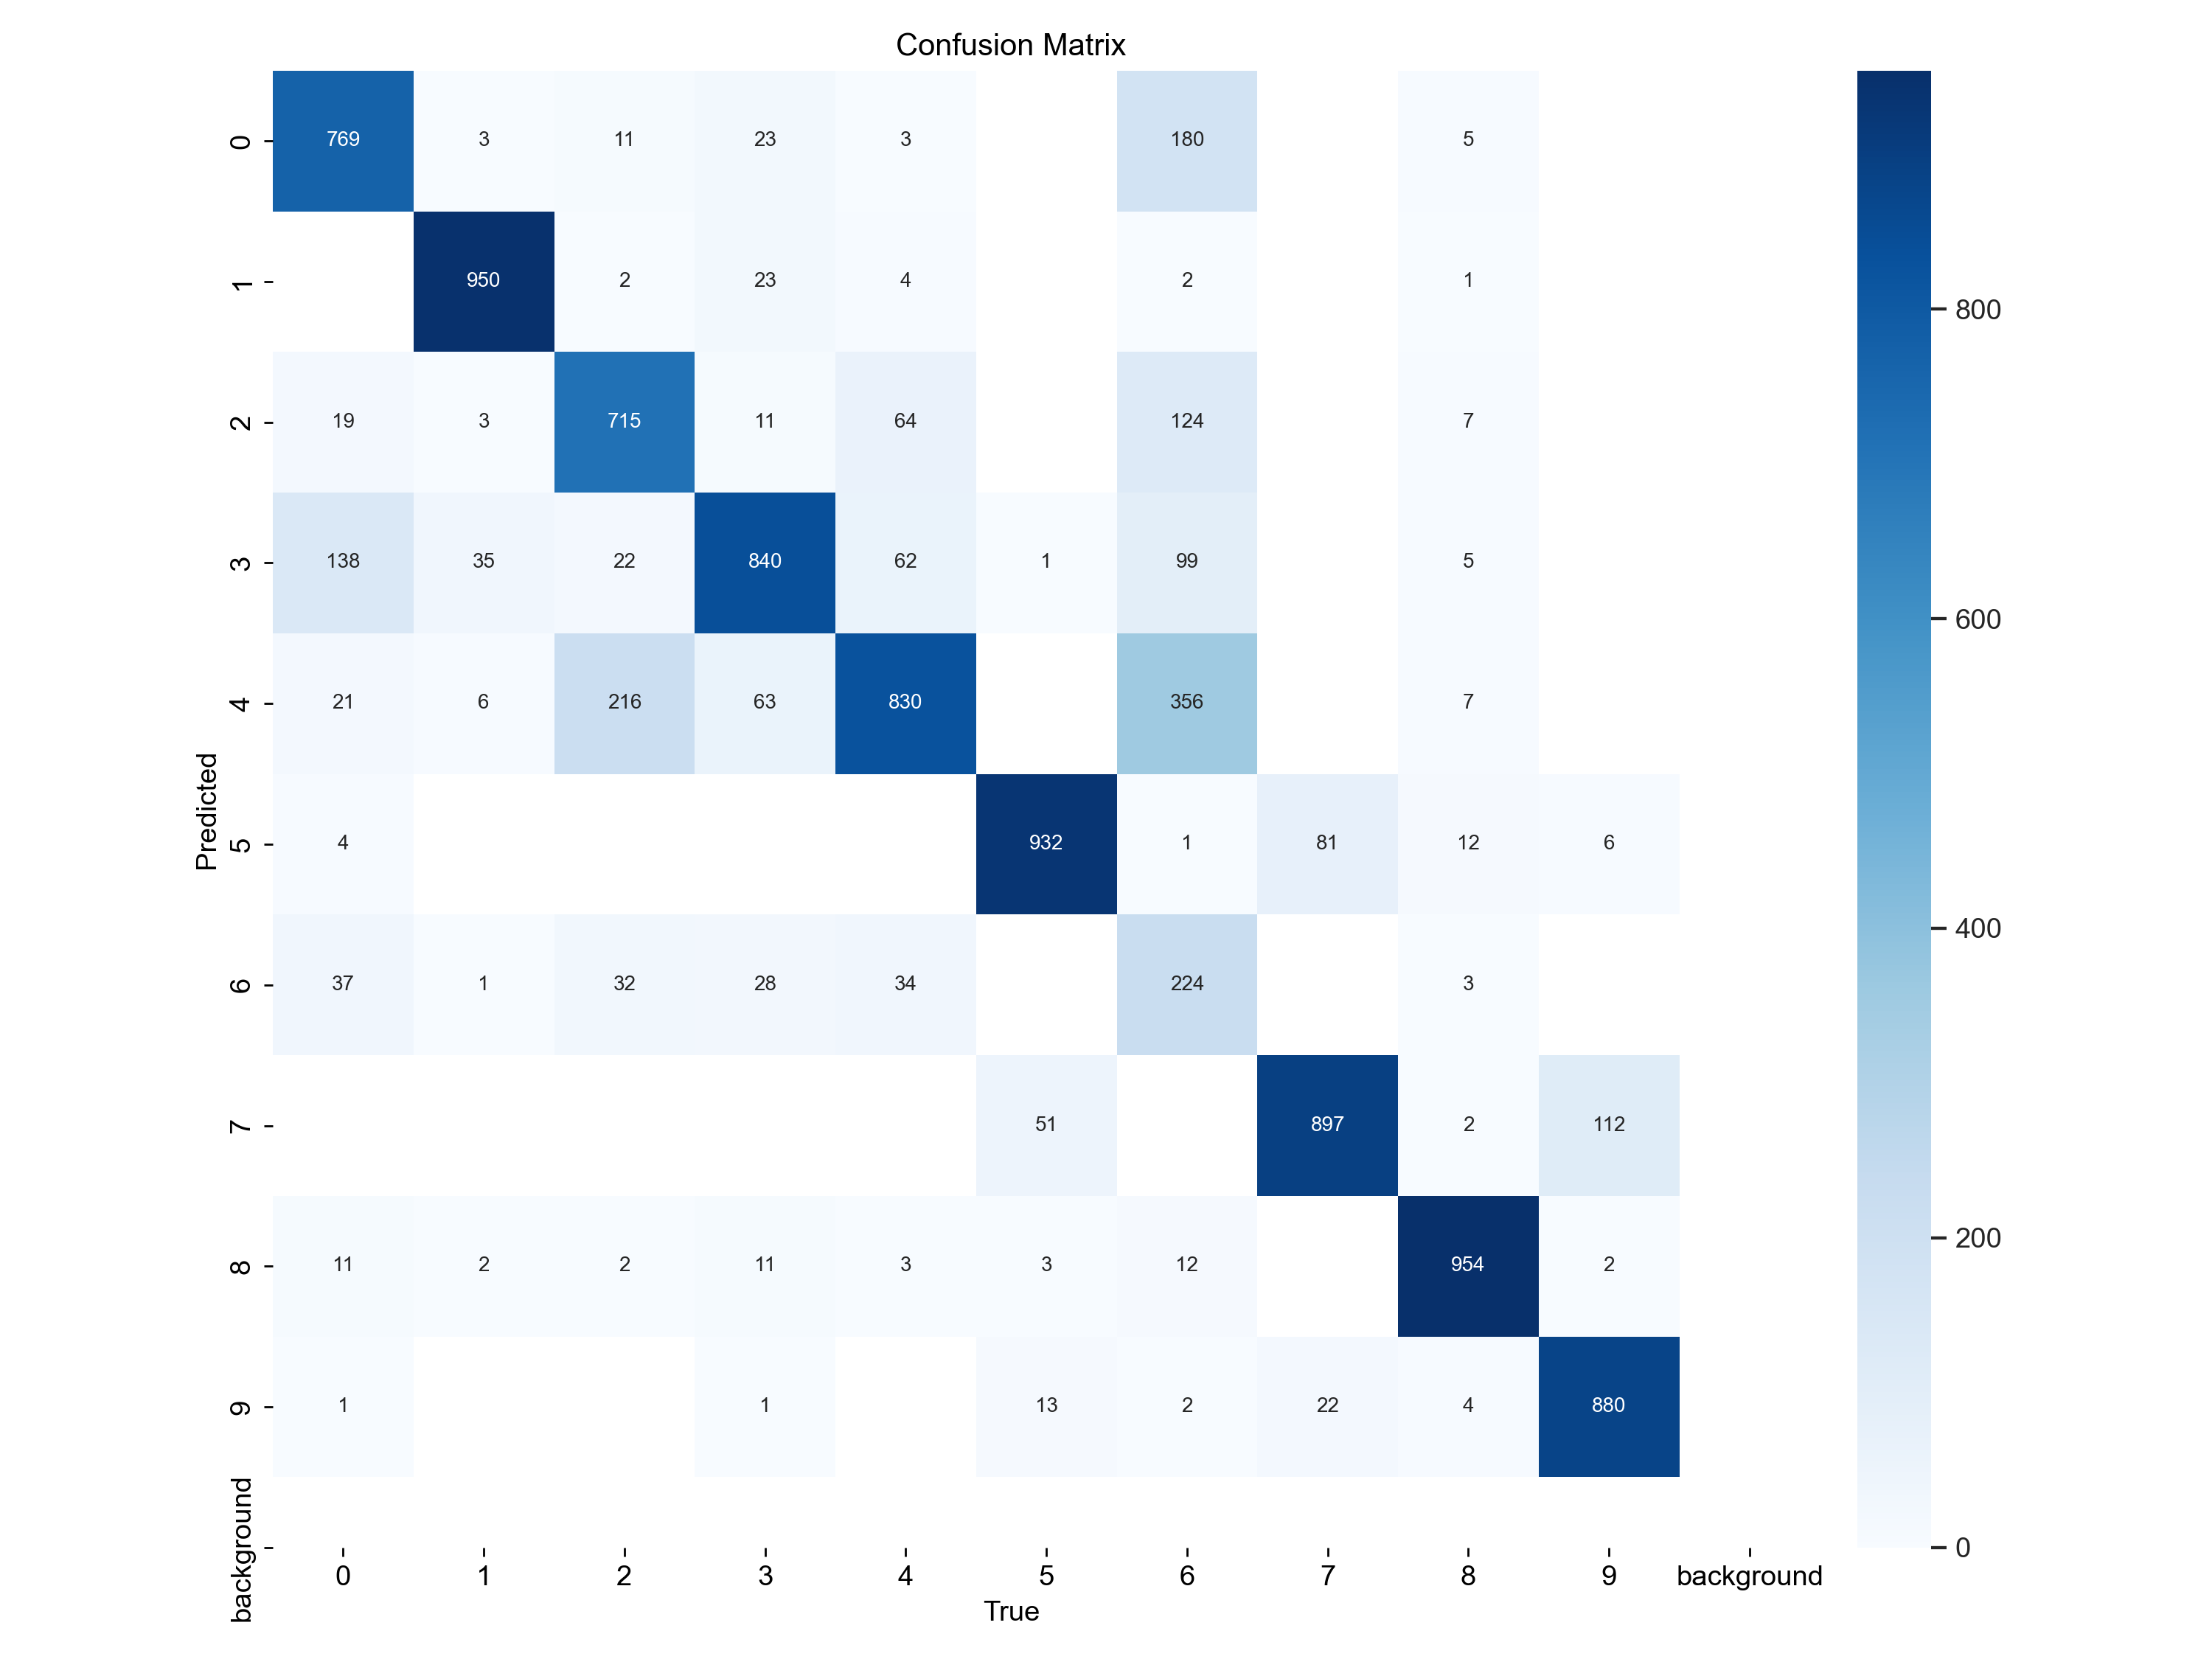 Confusion Matrix
0 769 3 11 23 3 180 5
1 950 2 23 4 2 1
2 19 3 715 11 64 124 7
3 138 35 22 840 62 1 99 5
4 21 6 216 63 830 356 7
5 4 932 1 81 12 6
6 37 1 32 28 34 224 3
7 51 897 2 112
8 11 2 2 11 3 3 12 954 2
9 1 1 13 2 22 4 880
background
0 1 2 3 4 5 6 7 8 9 background
True
Predicted
800
600
400
200
0